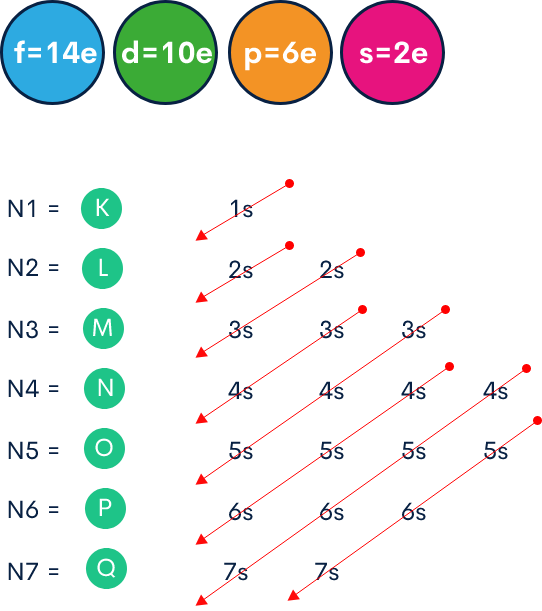 f=14e d=10e p=6e s=2e
N1 = K 1s
N2 = L 2s 2s
N3 = M 3s 3s 3s
N4 = N 4s 4s 4s 4s
N5 = O 5s 5s 5s 5s
N6 = P 6s 6s 6s
N7 = Q 7s 7s